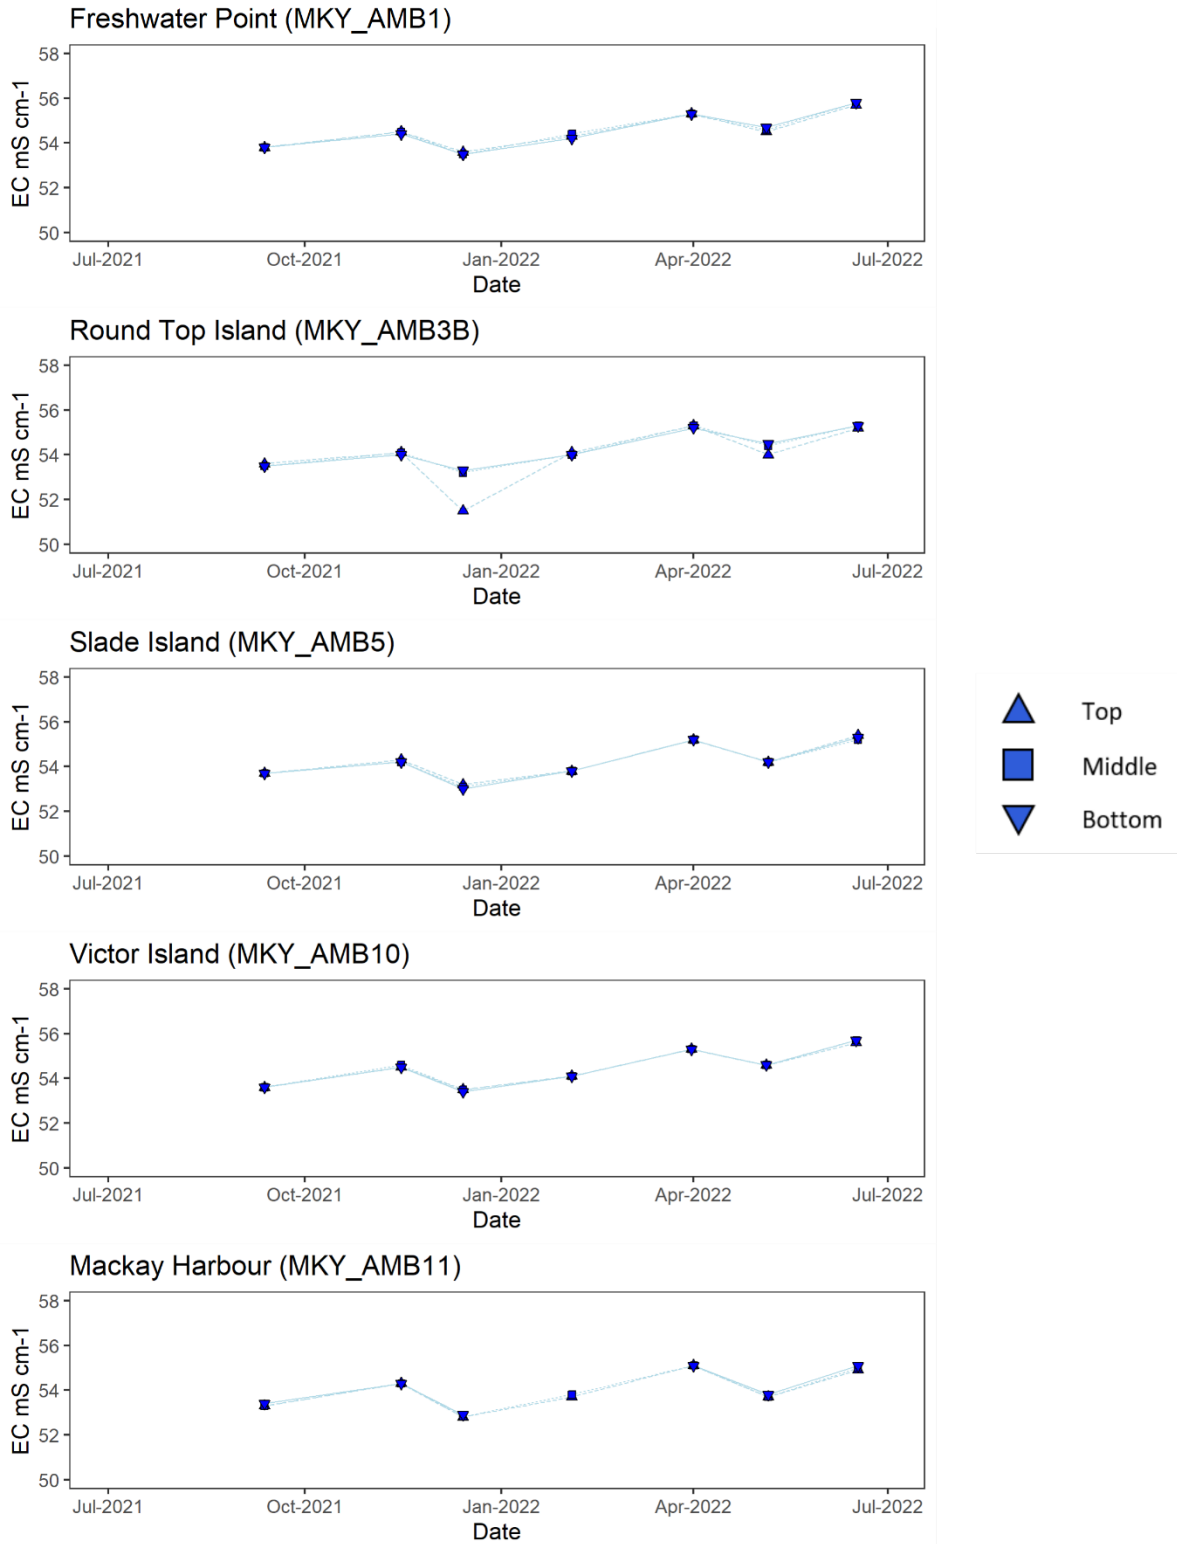 Freshwater Point (MKY_AMB1)
58
56
54
52
50
EC mS cm-1
Jul-2021 Oct-2021 Jan-2022 Apr-2022 Jul-2022
Date
Round Top Island (MKY_AMB3B)
58
56
54
52
50
EC mS cm-1
Jul-2021 Oct-2021 Jan-2022 Apr-2022 Jul-2022
Date
Slade Island (MKY_AMB5)
58
56
54
52
50
EC mS cm-1
Jul-2021 Oct-2021 Jan-2022 Apr-2022 Jul-2022
Date
Top
Middle
Bottom
Victor Island (MKY_AMB10)
58
56
54
52
50
EC mS cm-1
Jul-2021 Oct-2021 Jan-2022 Apr-2022 Jul-2022
Date
Mackay Harbour (MKY_AMB11)
58
56
54
52
50
EC mS cm-1
Jul-2021 Oct-2021 Jan-2022 Apr-2022 Jul-2022
Date